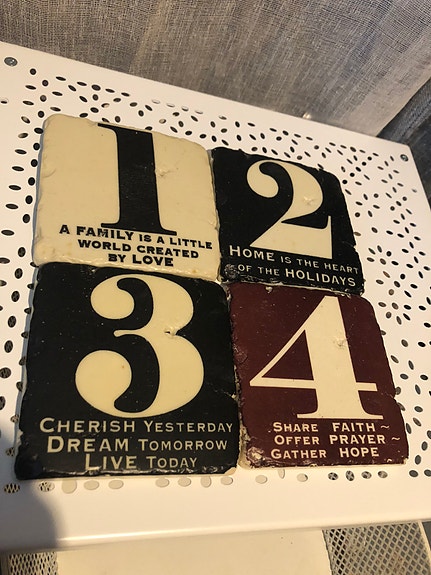 1
A FAMILY IS A LITTLE
WORLD CREATED
BY LOVE
2
HOME IS THE HEART
OF THE HOLIDAYS
3
CHERISH YESTERDAY
DREAM TOMORROW
LIVE TODAY
4
SHARE FAITH ~
OFFER PRAYER ~
GATHER HOPE